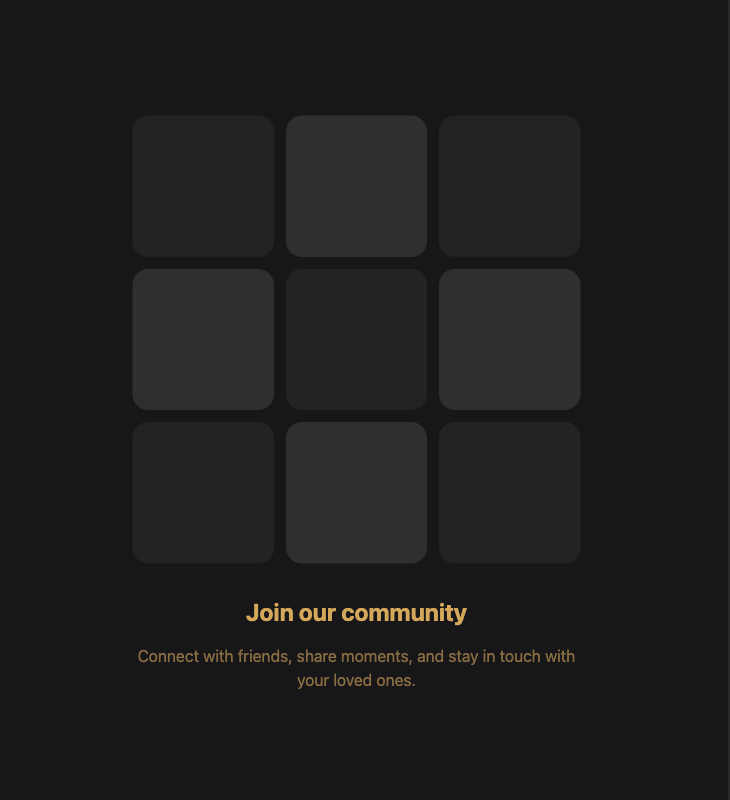 Join our community
Connect with friends, share moments, and stay in touch with
your loved ones.